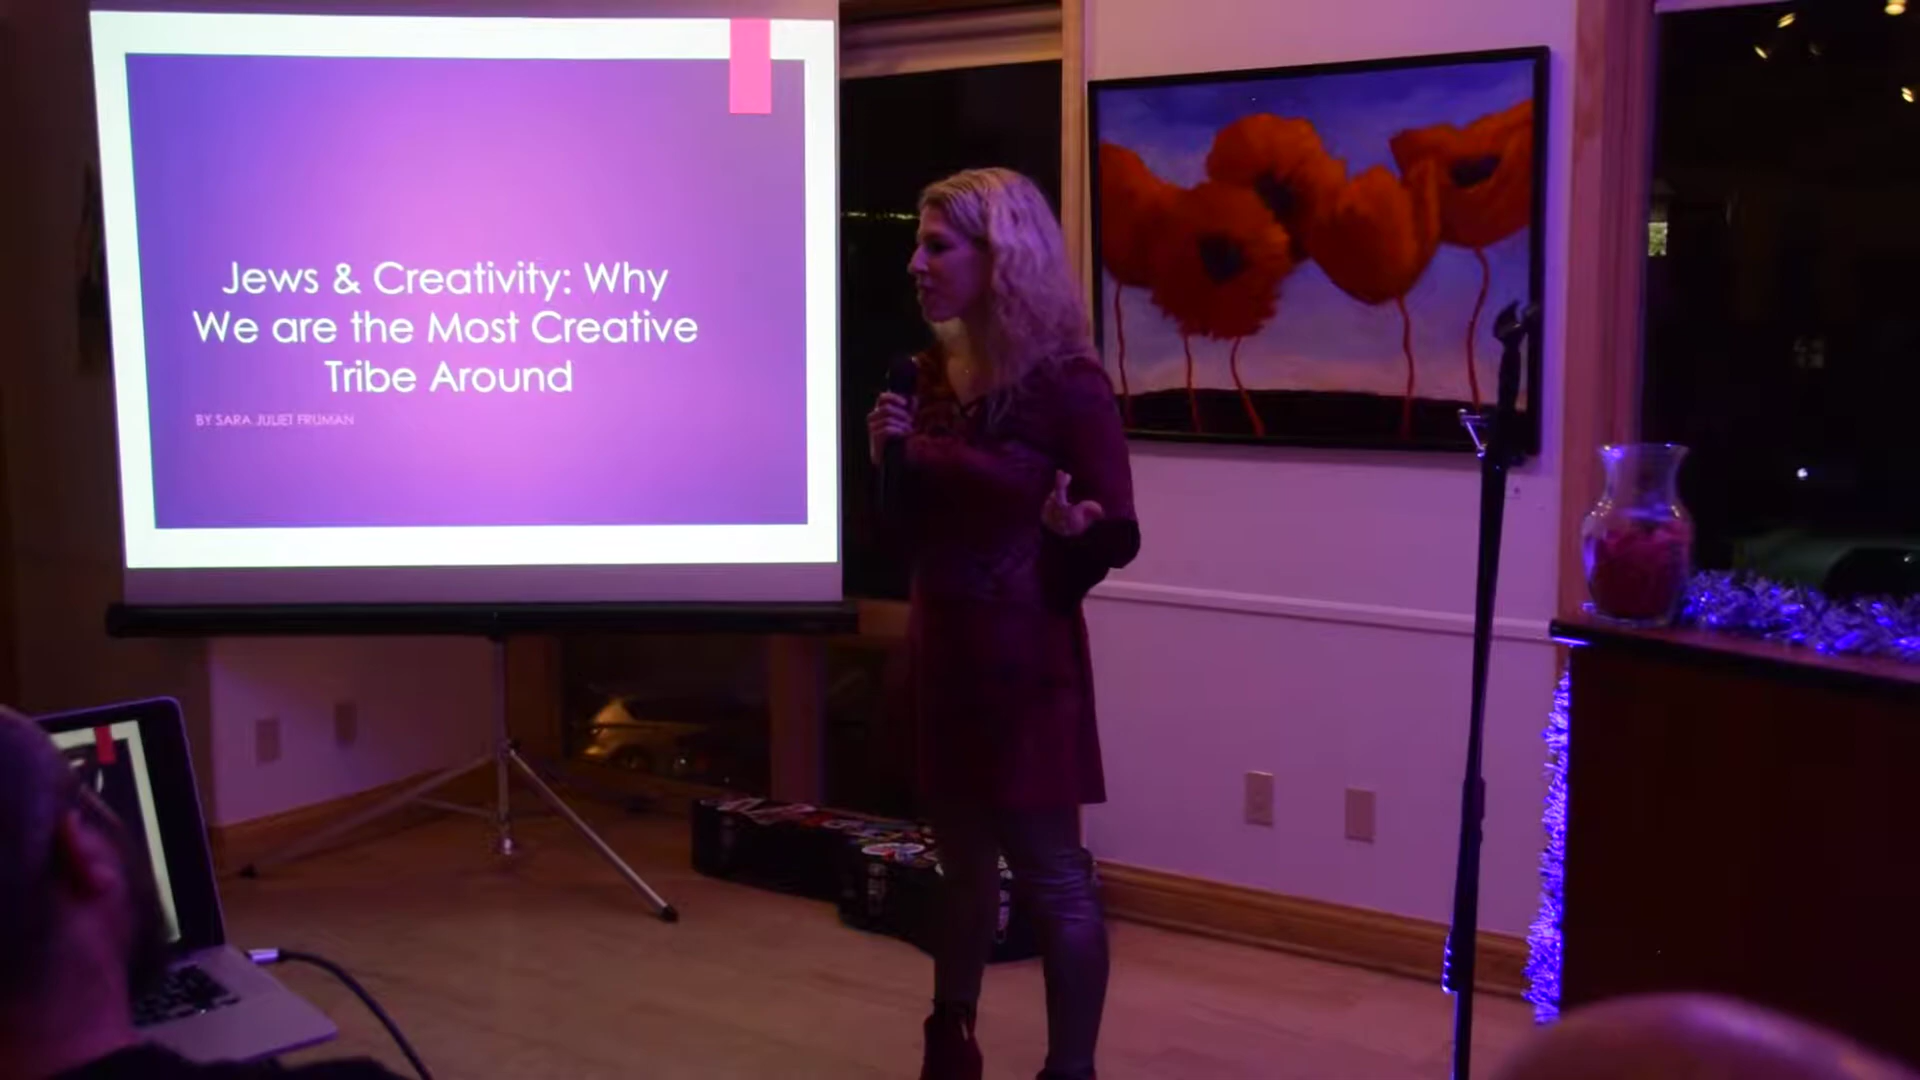 Jews & Creativity: Why
We are the Most Creative
Tribe Around
BY SARA JULIET FRUMAN